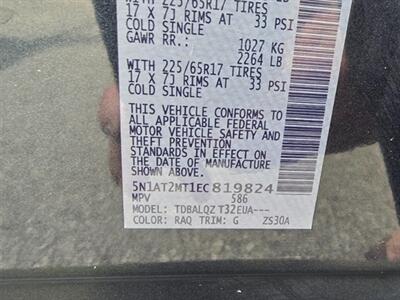 WITH 225/65R17 TIRES
17 X 7J RIMS AT 33 PSI
COLD SINGLE
GAWR RR.: 1027 KG
2264 LB
WITH 225/65R17 TIRES
17 X 7J RIMS AT 33 PSI
COLD SINGLE
THIS VEHICLE CONFORMS TO
ALL APPLICABLE FEDERAL
MOTOR VEHICLE SAFETY AND
THEFT PREVENTION
STANDARDS IN EFFECT ON
THE DATE OF MANUFACTURE
SHOWN ABOVE.
5N1AT2MT1EC819824
MPV 586
MODEL: TDBALQZ T32EUA---
COLOR: RAQ TRIM: G ZS30A